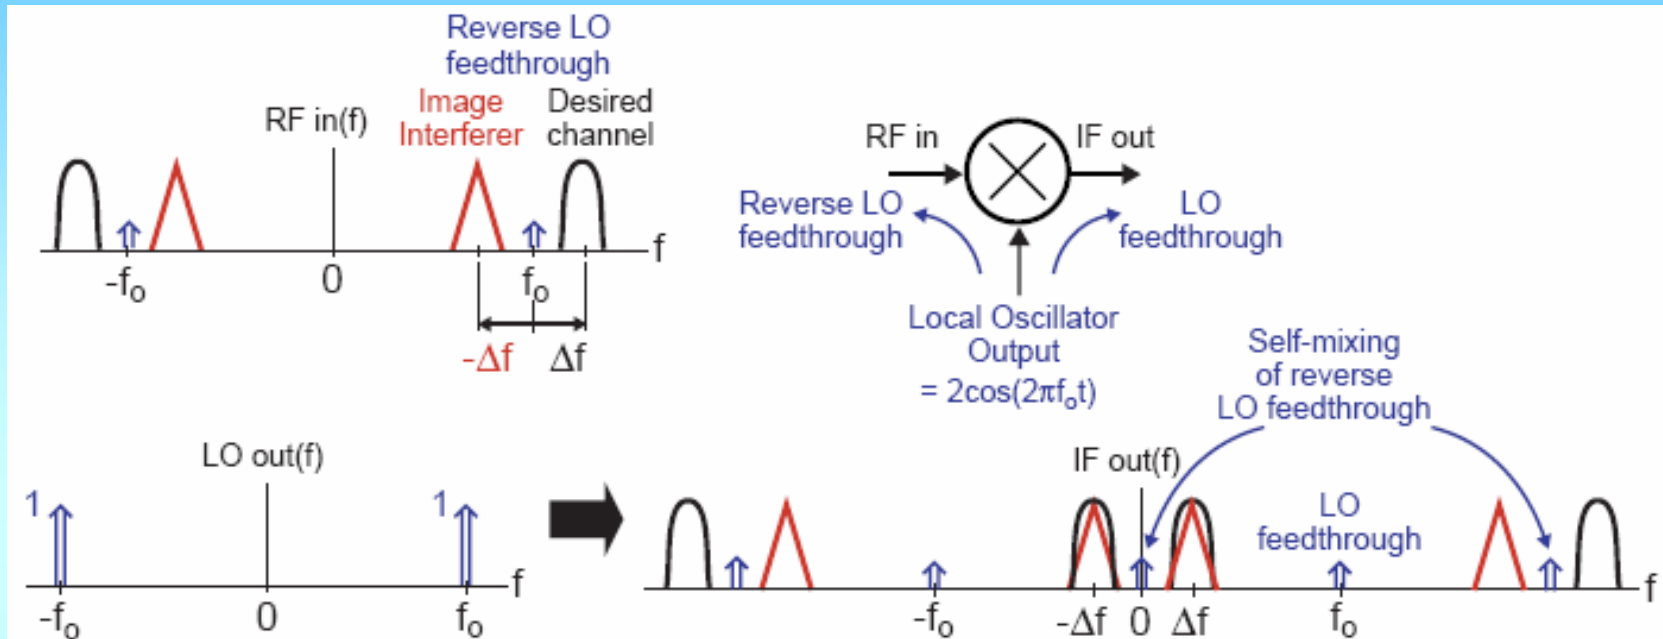 Reverse LO
feedthrough
Image
Interferer
Desired
channel
RF in(f)
-fo
0
fo
f
-Δf
Δf
RF in
IF out
Reverse LO
feedthrough
LO
feedthrough
Local Oscillator
Output
= 2cos(2πfot)
Self-mixing
of reverse
LO feedthrough
LO out(f)
1
1
-fo
0
fo
f
IF out(f)
LO
feedthrough
-fo
-Δf
0
Δf
fo
f